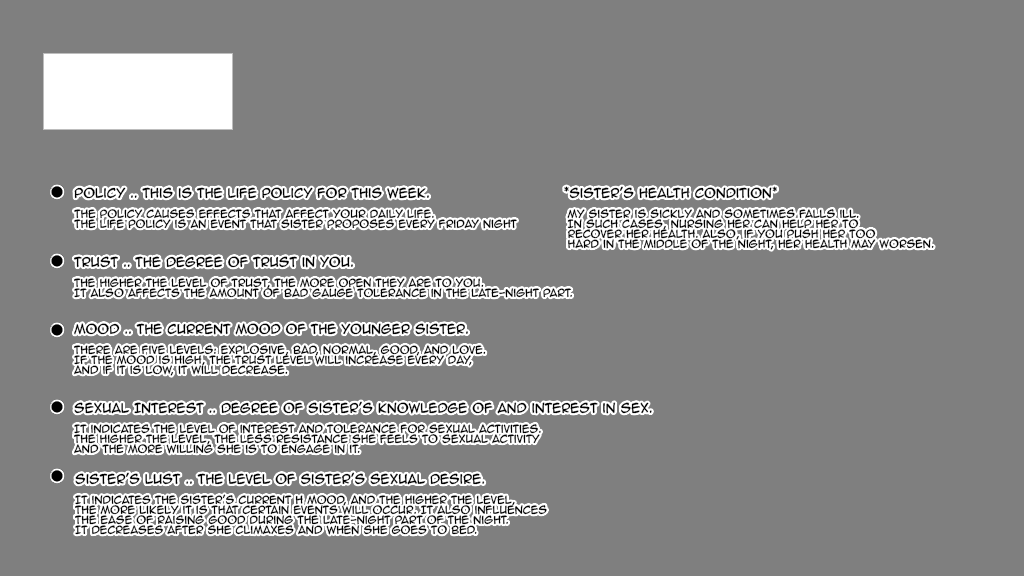 POLICY .. THIS IS THE LIFE POLICY FOR THIS WEEK.
THE POLICY CAUSES EFFECTS THAT AFFECT YOUR DAILY LIFE.
THE LIFE POLICY IS AN EVENT THAT SISTER PROPOSES EVERY FRIDAY NIGHT
TRUST .. THE DEGREE OF TRUST IN YOU.
THE HIGHER THE LEVEL OF TRUST, THE MORE OPEN THEY ARE TO YOU.
IT ALSO AFFECTS THE AMOUNT OF BAD GAUGE TOLERANCE IN THE LATE-NIGHT PART.
MOOD .. THE CURRENT MOOD OF THE YOUNGER SISTER.
THERE ARE FIVE LEVELS: EXPLOSIVE, BAD, NORMAL, GOOD, AND LOVE.
IF THE MOOD IS HIGH, THE TRUST LEVEL WILL INCREASE EVERY DAY,
AND IF IT IS LOW, IT WILL DECREASE.
SEXUAL INTEREST .. DEGREE OF SISTER'S KNOWLEDGE OF AND INTEREST IN SEX.
IT INDICATES THE LEVEL OF INTEREST AND TOLERANCE FOR SEXUAL ACTIVITIES.
THE HIGHER THE LEVEL, THE LESS RESISTANCE SHE FEELS TO SEXUAL ACTIVITY
AND THE MORE WILLING SHE IS TO ENGAGE IN IT.
SISTER'S LUST .. THE LEVEL OF SISTER'S SEXUAL DESIRE.
IT INDICATES THE SISTER'S CURRENT H MOOD, AND THE HIGHER THE LEVEL,
THE MORE LIKELY IT IS THAT CERTAIN EVENTS WILL OCCUR. IT ALSO INFLUENCES
THE EASE OF RAISING GOOD DURING THE LATE-NIGHT PART OF THE NIGHT.
IT DECREASES AFTER SHE CLIMAXES AND WHEN SHE GOES TO BED.
*SISTER'S HEALTH CONDITION*
MY SISTER IS SICKLY AND SOMETIMES FALLS ILL.
IN SUCH CASES, NURSING HER CAN HELP HER TO
RECOVER HER HEALTH. ALSO, IF YOU PUSH HER TOO
HARD IN THE MIDDLE OF THE NIGHT, HER HEALTH MAY WORSEN.